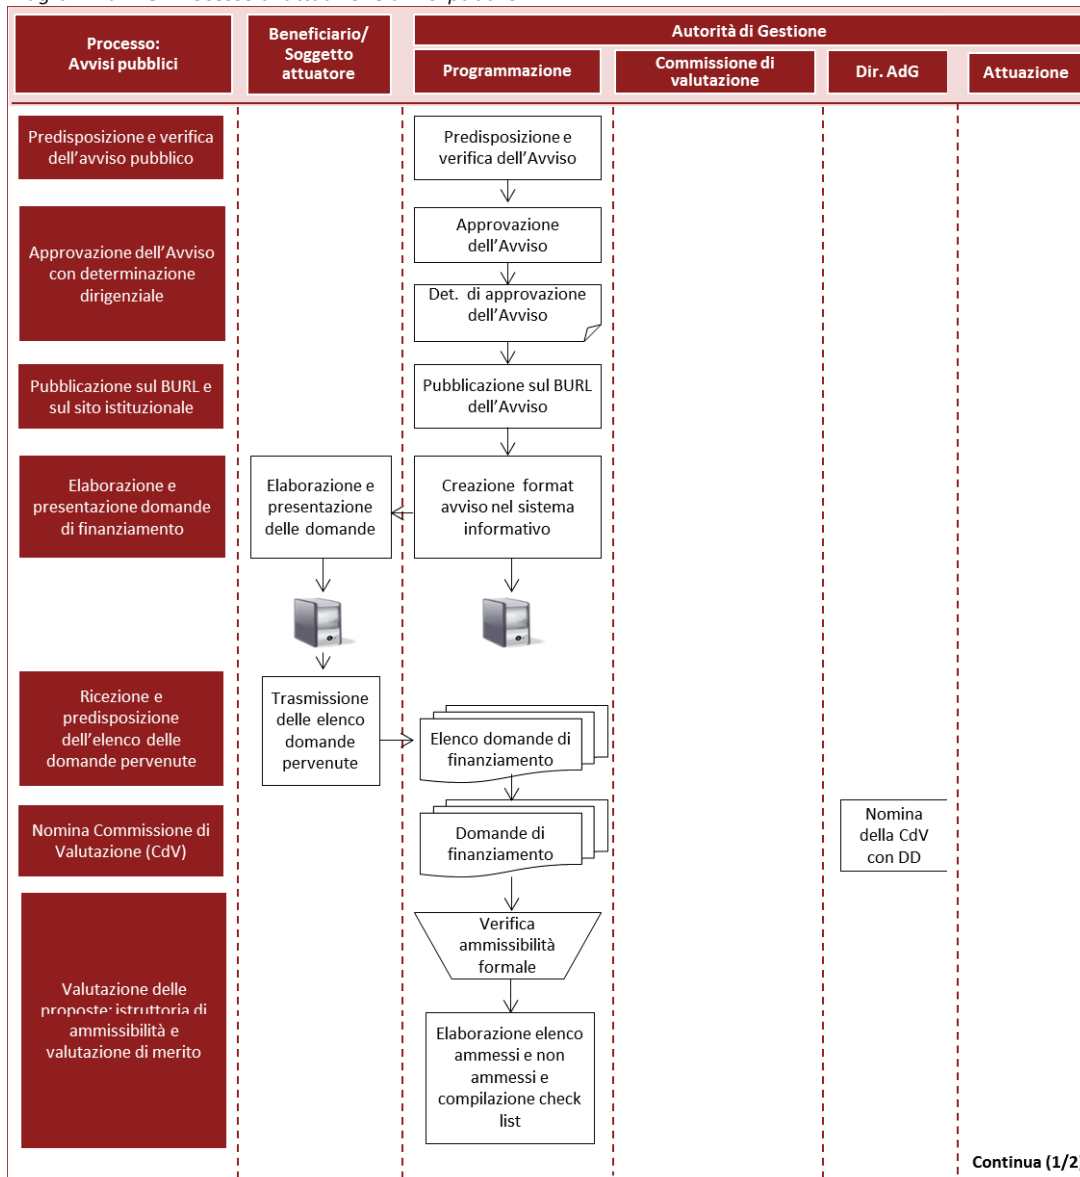 Processo:
Avvisi pubblici
Beneficiario/
Soggetto
attuatore
Autorità di Gestione
Programmazione
Commissione di
valutazione
Dir. AdG
Attuazione
Predisposizione e verifica
dell'avviso pubblico
Predisposizione e
verifica dell'Avviso
Approvazione dell'Avviso
con determinazione
dirigenziale
Approvazione
dell'Avviso
Det. di approvazione
dell'Avviso
Pubblicazione sul BURL e
sul sito istituzionale
Pubblicazione sul BURL
dell'Avviso
Elaborazione e
presentazione domande
di finanziamento
Elaborazione e
presentazione
delle domande
Creazione format
avviso nel sistema
informativo
Ricezione e
predisposizione
dell'elenco delle
domande pervenute
Trasmissione
delle elenco
domande
pervenute
Elenco domande di
finanziamento
Nomina Commissione di
Valutazione (CdV)
Domande di
finanziamento
Nomina
della CdV
con DD
Valutazione delle
proposte: istruttoria di
ammissibilità e
valutazione di merito
Verifica
ammissibilità
formale
Elaborazione elenco
ammessi e non
ammessi e
compilazione check
list
Continua (1/2)